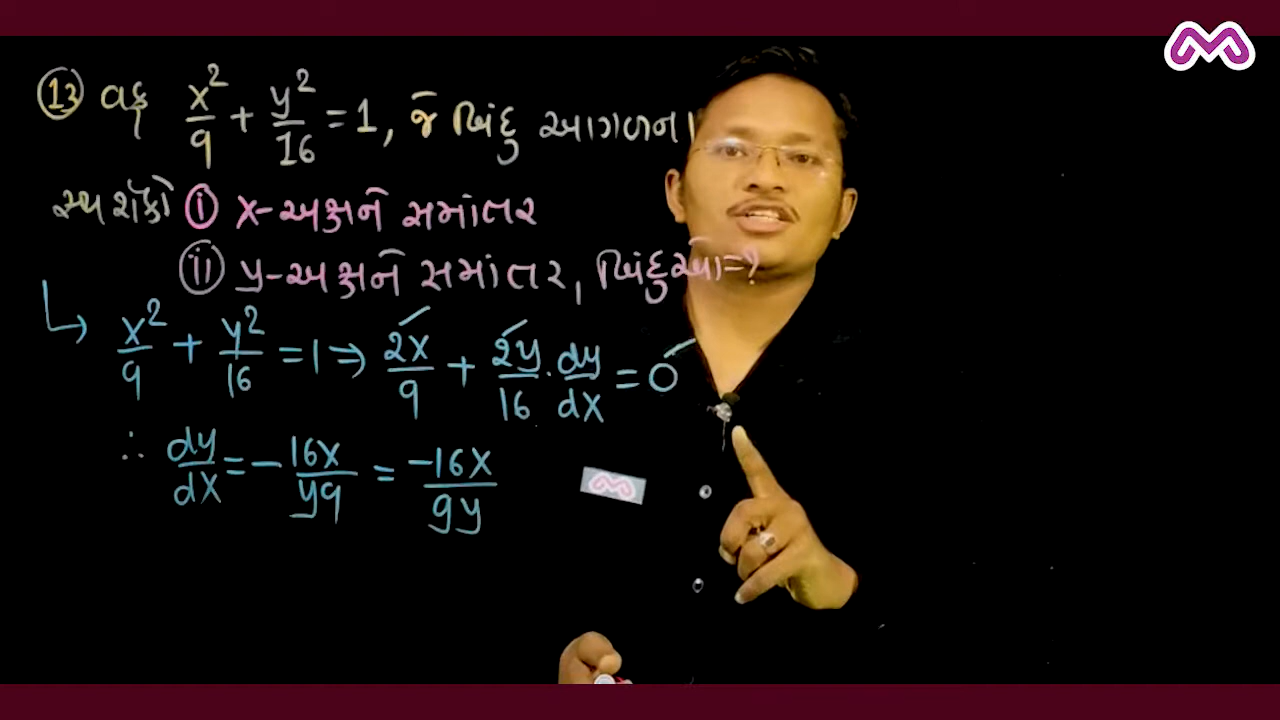 13 વક્ર x²/9 + y²/16 = 1, જે બિંદુ આગળના
સ્પર્શકો (i) x-અક્ષને સમાંતર
(ii) y-અક્ષને સમાંતર, બિંદુઓ=?
↳ x²/9 + y²/16 = 1 ⇒ 2x/9 + 2y/16 · dy/dx = 0
∴ dy/dx = -16x/y9 = -16x/9y